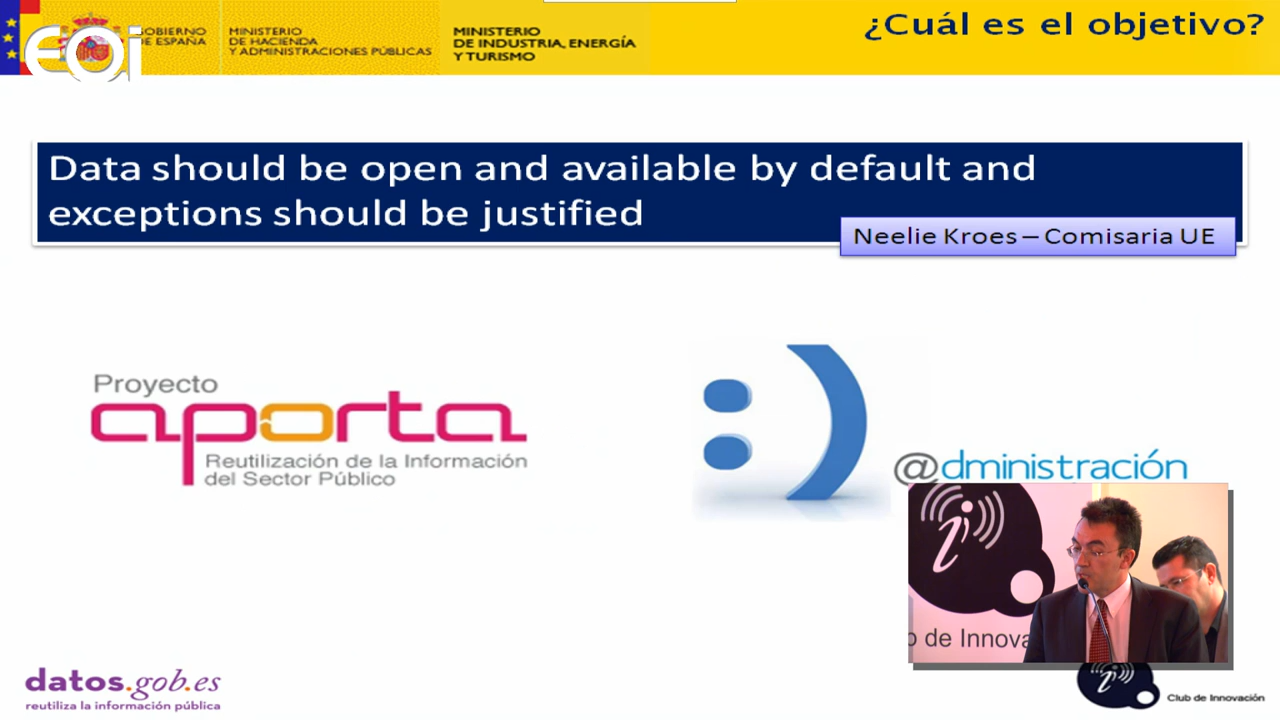 EOi
GOBIERNO
DE ESPAÑA
MINISTERIO
DE HACIENDA
Y ADMINISTRACIONES PÚBLICAS
MINISTERIO
DE INDUSTRIA, ENERGÍA
Y TURISMO
¿Cuál es el objetivo?
Data should be open and available by default and
exceptions should be justified
Neelie Kroes – Comisaria UE
Proyecto
aporta
Reutilización de la Información
del Sector Público
:)
@dministración
b de Innova
datos.gob.es
reutiliza la información pública
Club de Innovación